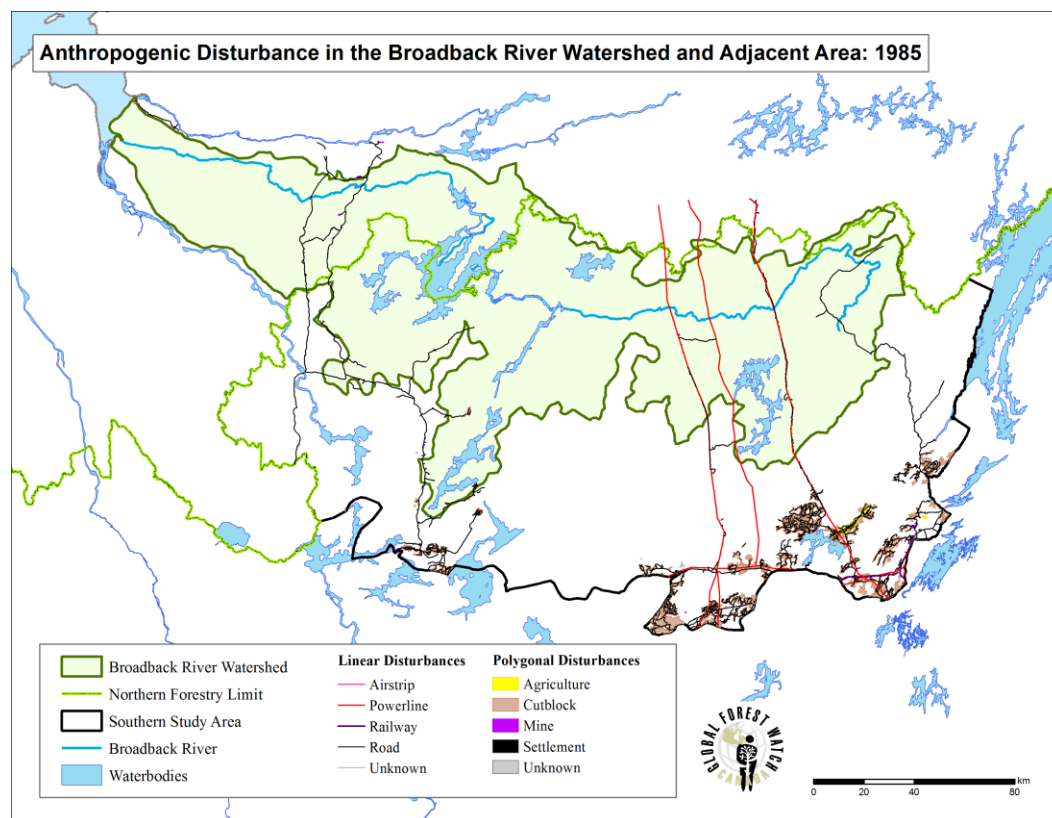 Anthropogenic Disturbance in the Broadback River Watershed and Adjacent Area: 1985
Broadback River Watershed
Northern Forestry Limit
Southern Study Area
Broadback River
Waterbodies
Linear Disturbances
Airstrip
Powerline
Railway
Road
Unknown
Polygonal Disturbances
Agriculture
Cutblock
Mine
Settlement
Unknown
GLOBAL FOREST WATCH
CANADA
km
0 20 40 80